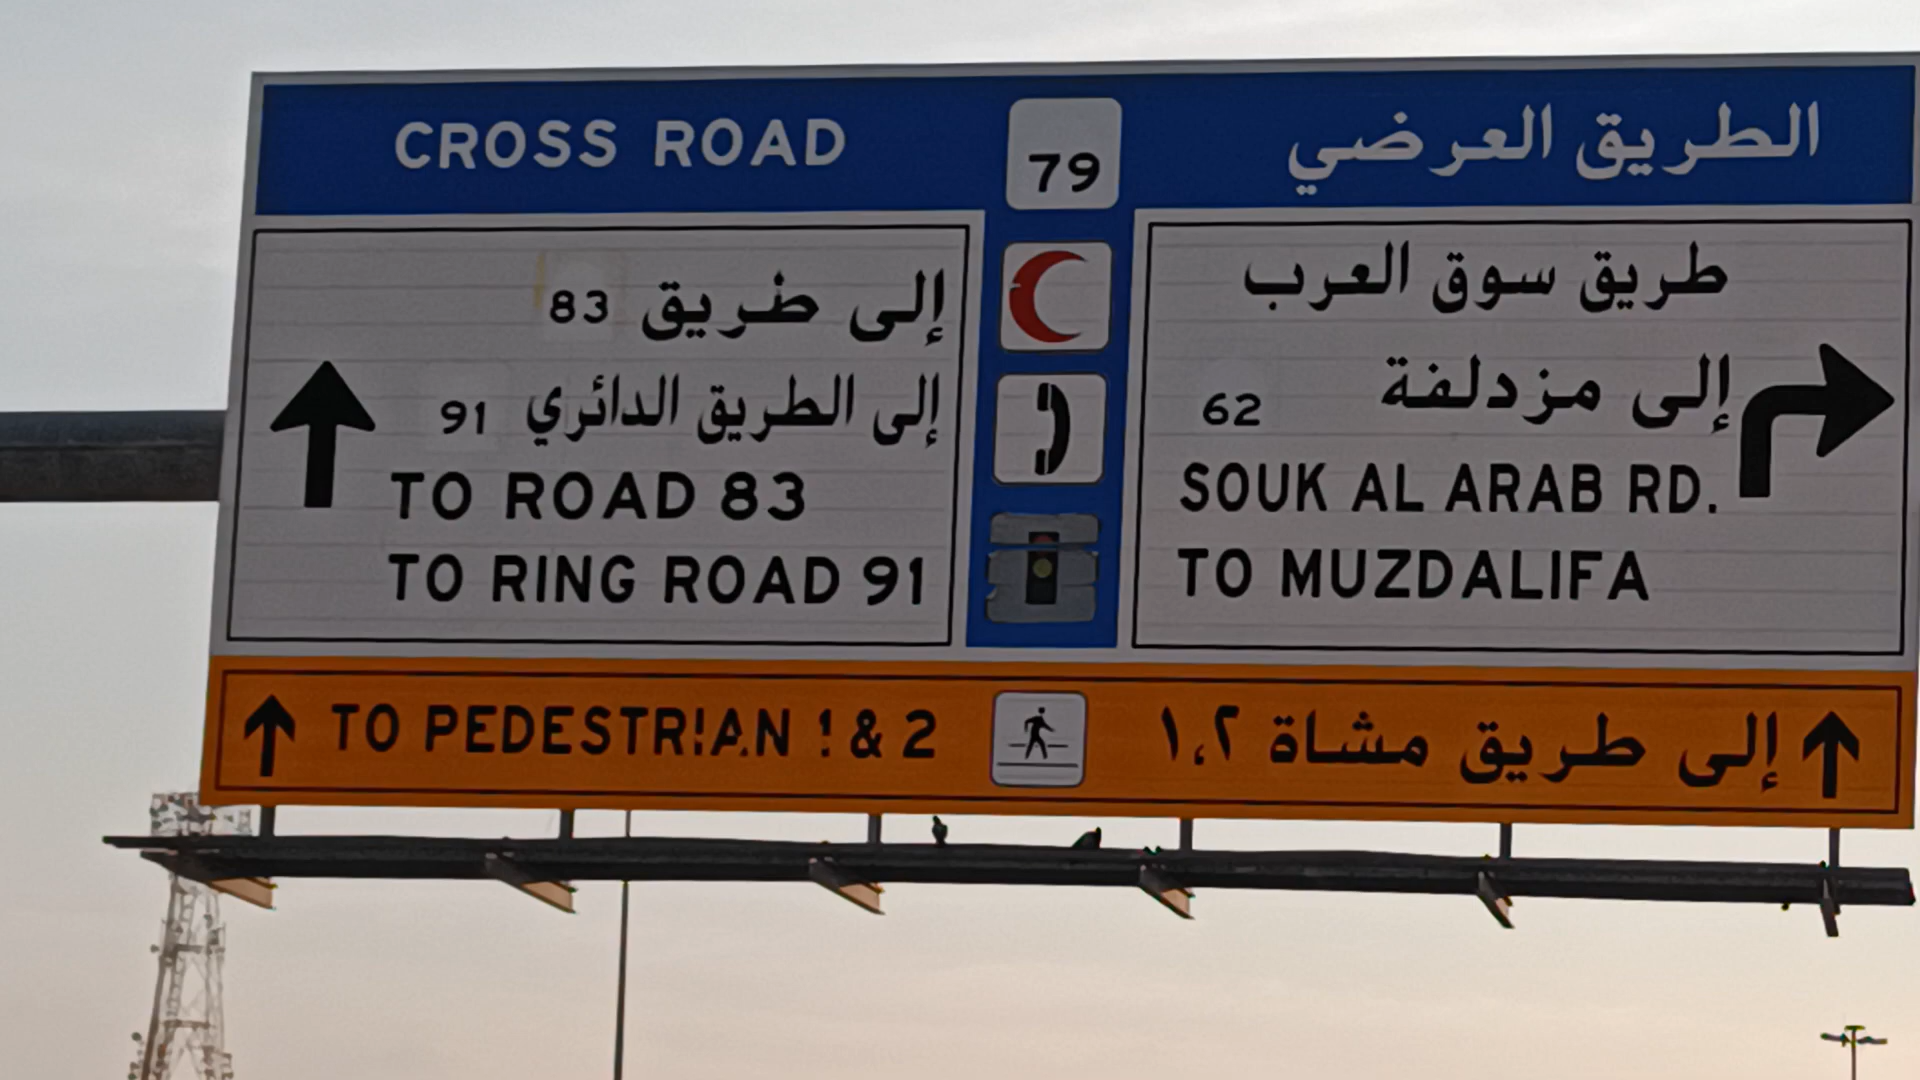 CROSS ROAD 79 الطريق العرضي
إلى طريق 83
إلى الطريق الدائري 91
TO ROAD 83
TO RING ROAD 91
طريق سوق العرب
إلى مزدلفة 62
SOUK AL ARAB RD.
TO MUZDALIFA
TO PEDESTRIAN 1 & 2
إلى طريق مشاة ١،٢